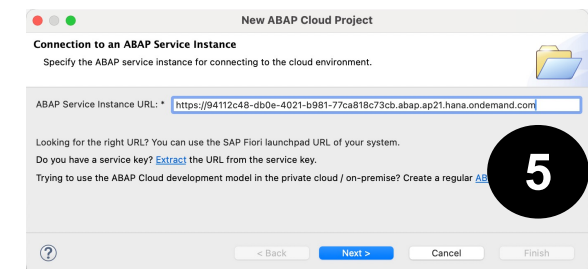 New ABAP Cloud Project
Connection to an ABAP Service Instance
Specify the ABAP service instance for connecting to the cloud environment.
ABAP Service Instance URL: * https://94112c48-db0e-4021-b981-77ca818c73cb.abap.ap21.hana.ondemand.com
Looking for the right URL? You can use the SAP Fiori launchpad URL of your system.
Do you have a service key? Extract the URL from the service key.
Trying to use the ABAP Cloud development model in the private cloud / on-premise? Create a regular AB
5
? < Back Next > Cancel Finish